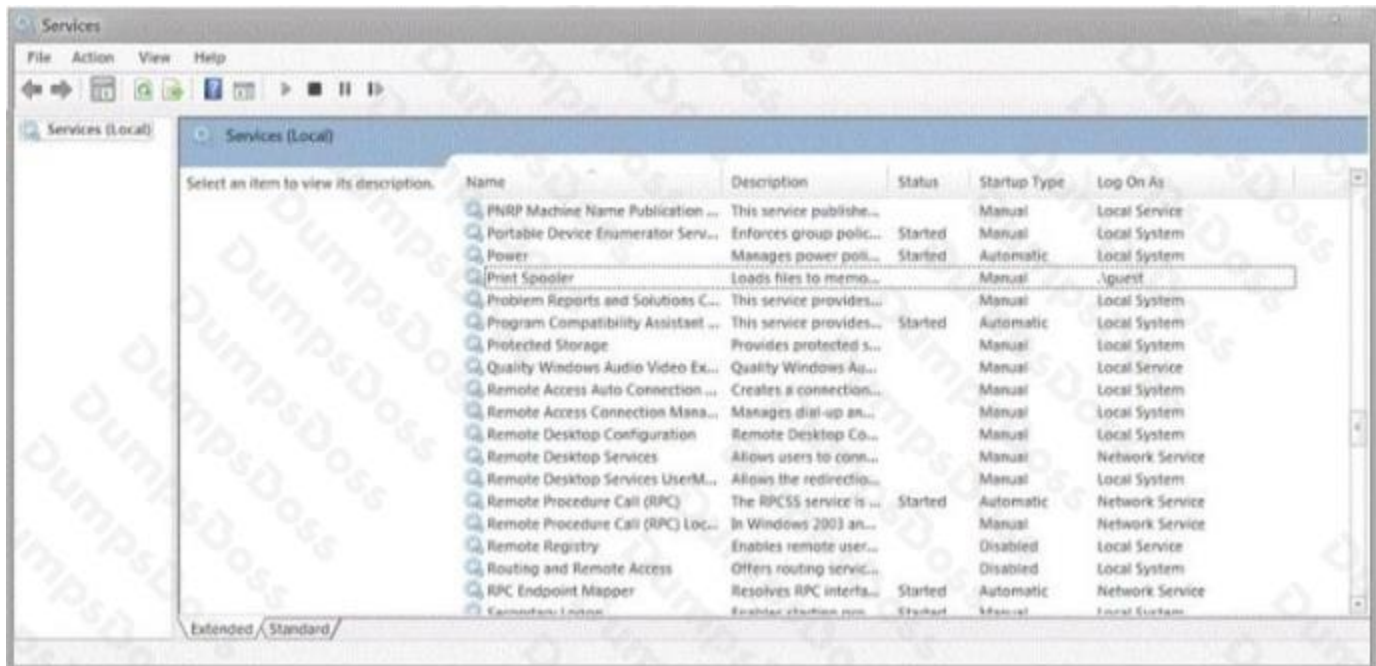 Services
File Action View Help
Services (Local)
Services (Local)
Select an item to view its description.
Name Description Status Startup Type Log On As
PNRP Machine Name Publication ... This service publishe... Manual Local Service
Portable Device Enumerator Serv... Enforces group polic... Started Manual Local System
Power Manages power poli... Started Automatic Local System
Print Spooler Loads files to memo... Manual .\guest
Problem Reports and Solutions C... This service provides... Manual Local System
Program Compatibility Assistant ... This service provides... Started Automatic Local System
Protected Storage Provides protected s... Manual Local System
Quality Windows Audio Video Ex... Quality Windows Au... Manual Local Service
Remote Access Auto Connection ... Creates a connection... Manual Local System
Remote Access Connection Mana... Manages dial-up an... Manual Local System
Remote Desktop Configuration Remote Desktop Co... Manual Local System
Remote Desktop Services Allows users to conn... Manual Network Service
Remote Desktop Services UserM... Allows the redirectio... Manual Local System
Remote Procedure Call (RPC) The RPCSS service is ... Started Automatic Network Service
Remote Procedure Call (RPC) Loc... In Windows 2003 an... Manual Network Service
Remote Registry Enables remote user... Disabled Local Service
Routing and Remote Access Offers routing servic... Disabled Local System
RPC Endpoint Mapper Resolves RPC interfa... Started Automatic Network Service
Secondary Logon Enables starting pro... Started Manual Local System
Extended Standard
DumpsDoss